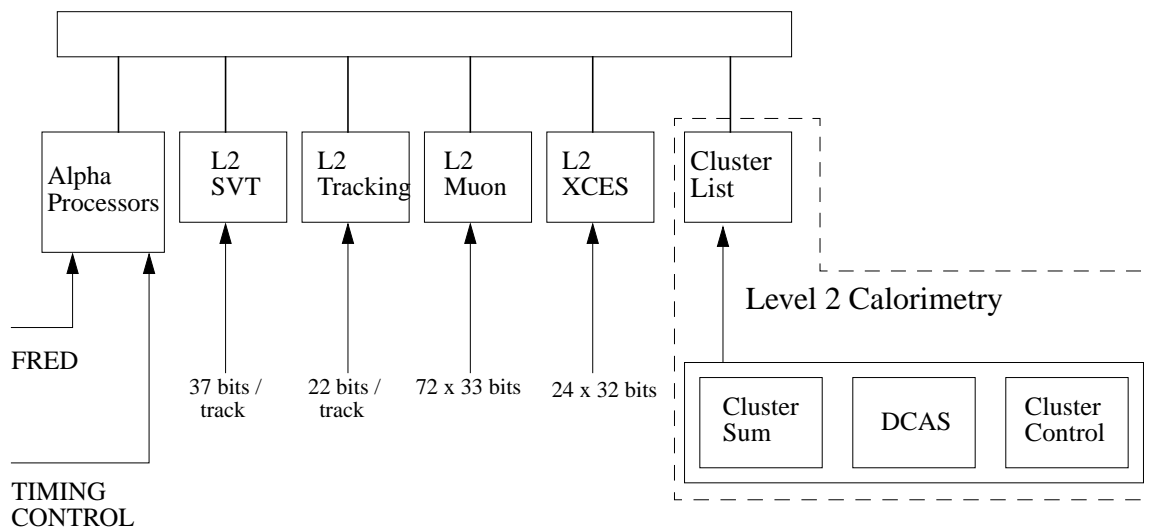 Alpha
Processors
L2
SVT
L2
Tracking
L2
Muon
L2
XCES
Cluster
List
Level 2 Calorimetry
FRED
37 bits /
track
22 bits /
track
72 x 33 bits
24 x 32 bits
Cluster
Sum
DCAS
Cluster
Control
TIMING
CONTROL